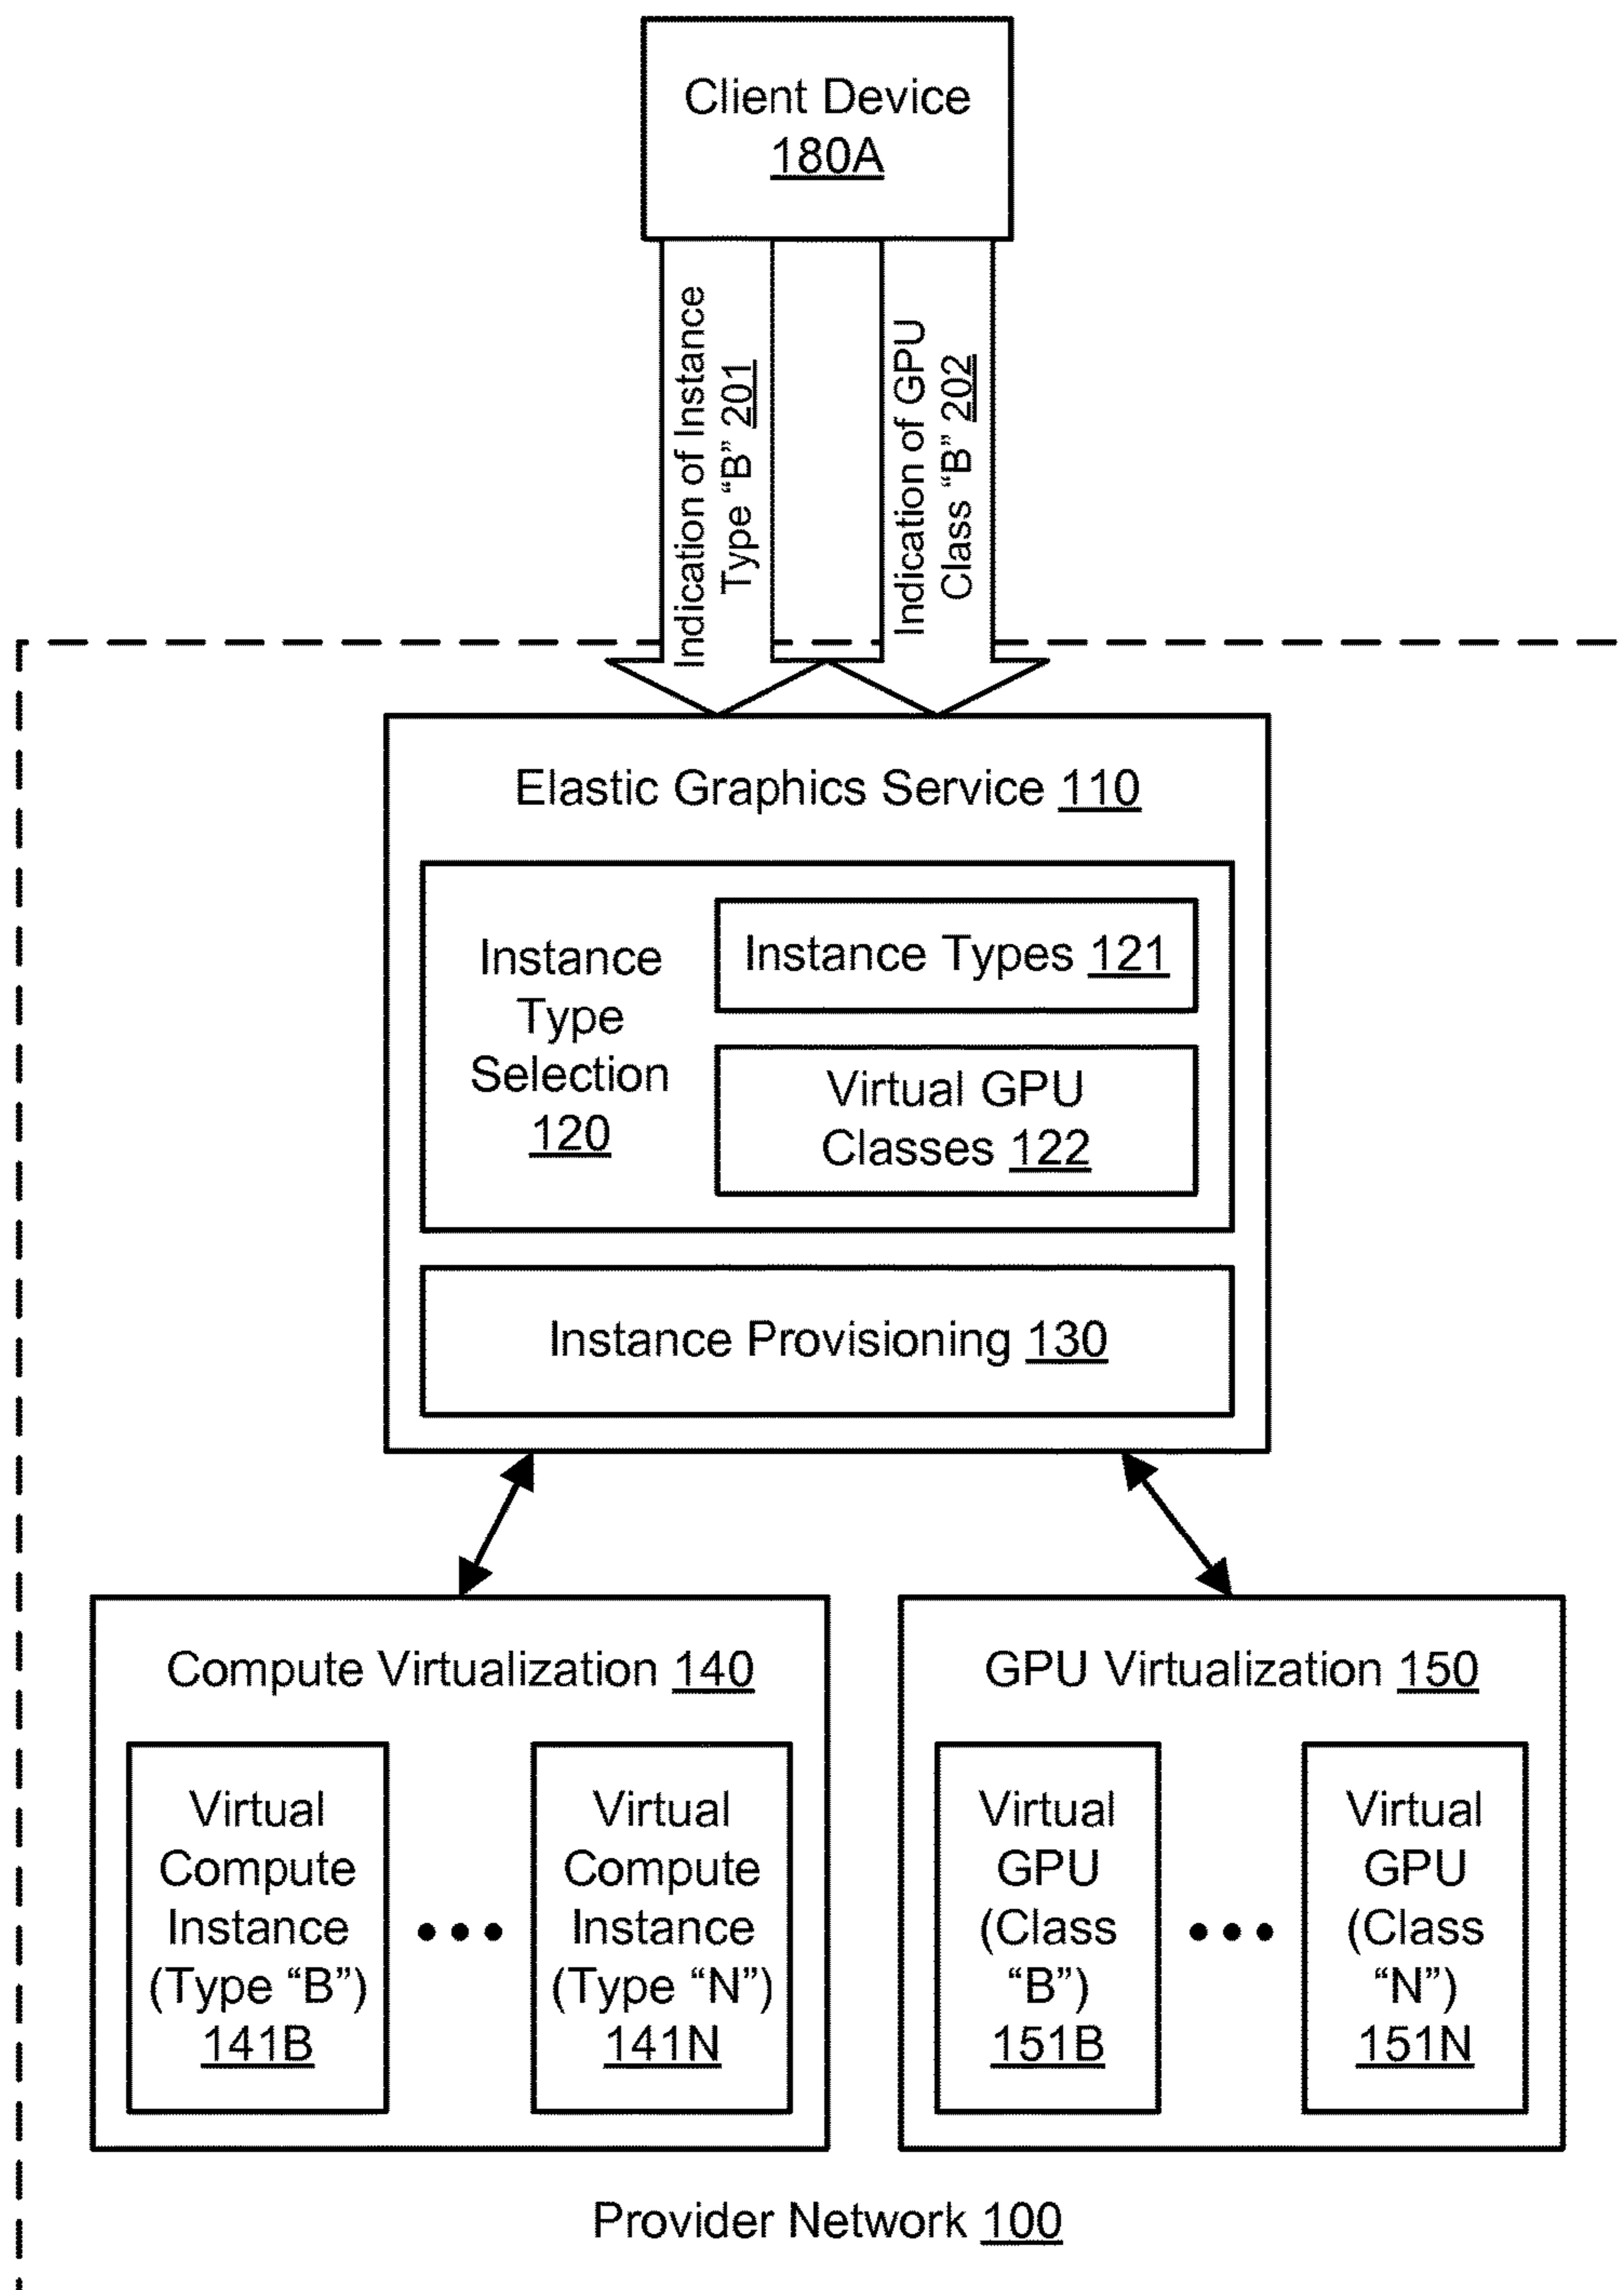 Client Device
180A
Indication of Instance
Type “B” 201
Indication of GPU
Class “B” 202
Elastic Graphics Service 110
Instance
Type
Selection
120
Instance Types 121
Virtual GPU
Classes 122
Instance Provisioning 130
Compute Virtualization 140
Virtual
Compute
Instance
(Type “B”)
141B
Virtual
Compute
Instance
(Type “N”)
141N
GPU Virtualization 150
Virtual
GPU
(Class
“B”)
151B
Virtual
GPU
(Class
“N”)
151N
Provider Network 100